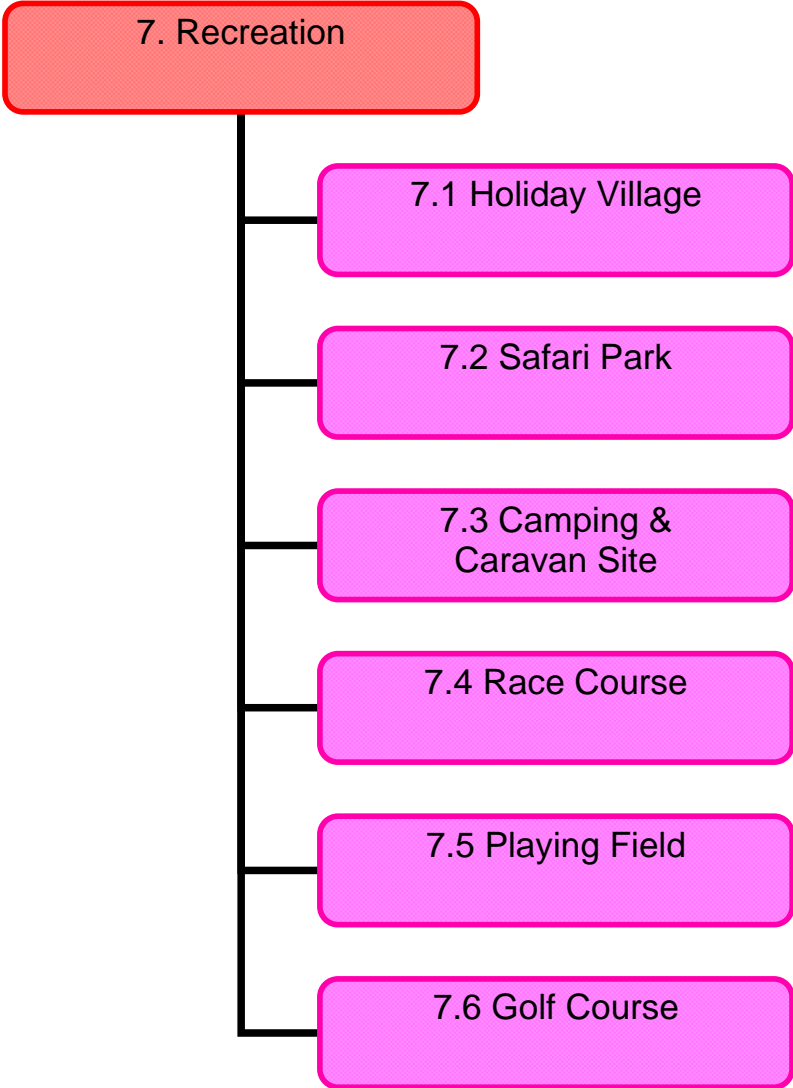 7. Recreation
7.1 Holiday Village
7.2 Safari Park
7.3 Camping &
Caravan Site
7.4 Race Course
7.5 Playing Field
7.6 Golf Course